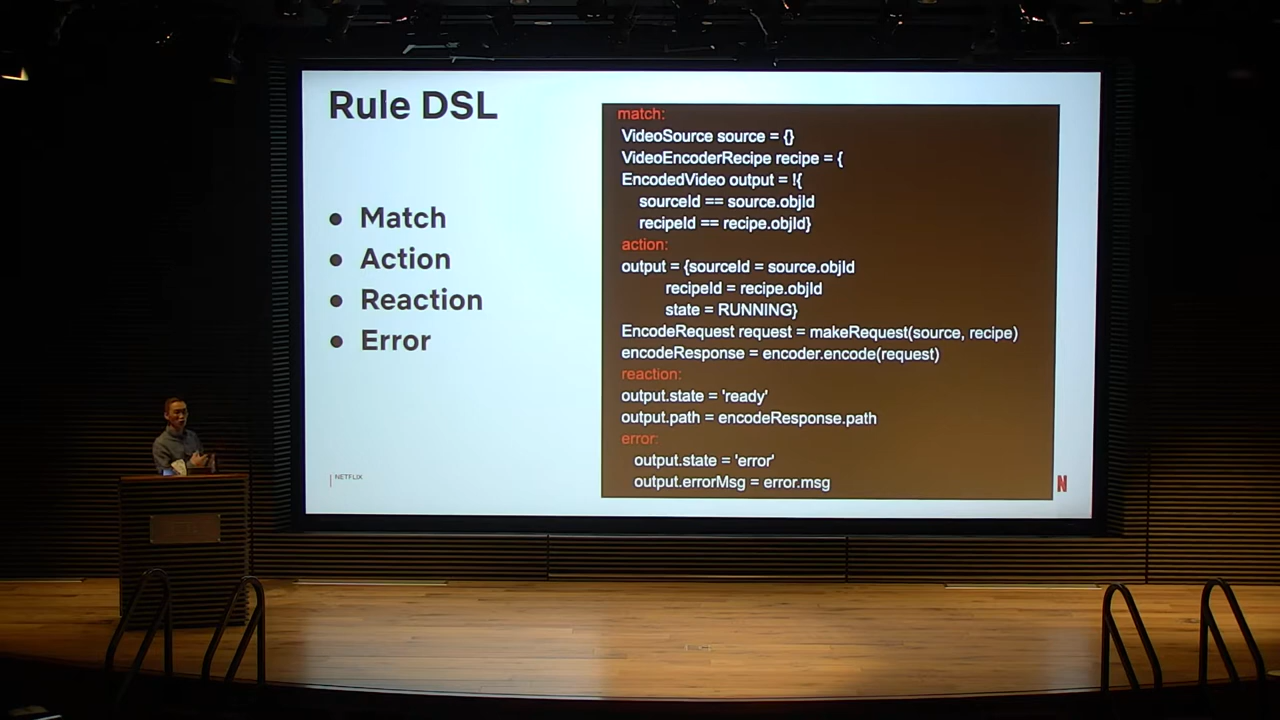 Rule DSL
● Match
● Action
● Reaction
● Error
match:
VideoSource source = {}
VideoEncoderRecipe recipe = {
EncodedVideo output = !{
sourceId == source.objId
recipeId == recipe.objId}
action:
output = {sourceId = source.objId
recipeId = recipe.objId
state = RUNNING}
EncodeRequest request = makeRequest(source, recipe)
encodeResponse = encoder.encode(request)
reaction:
output.state = 'ready'
output.path = encodeResponse.path
error:
output.state = 'error'
output.errorMsg = error.msg
NETFLIX
N